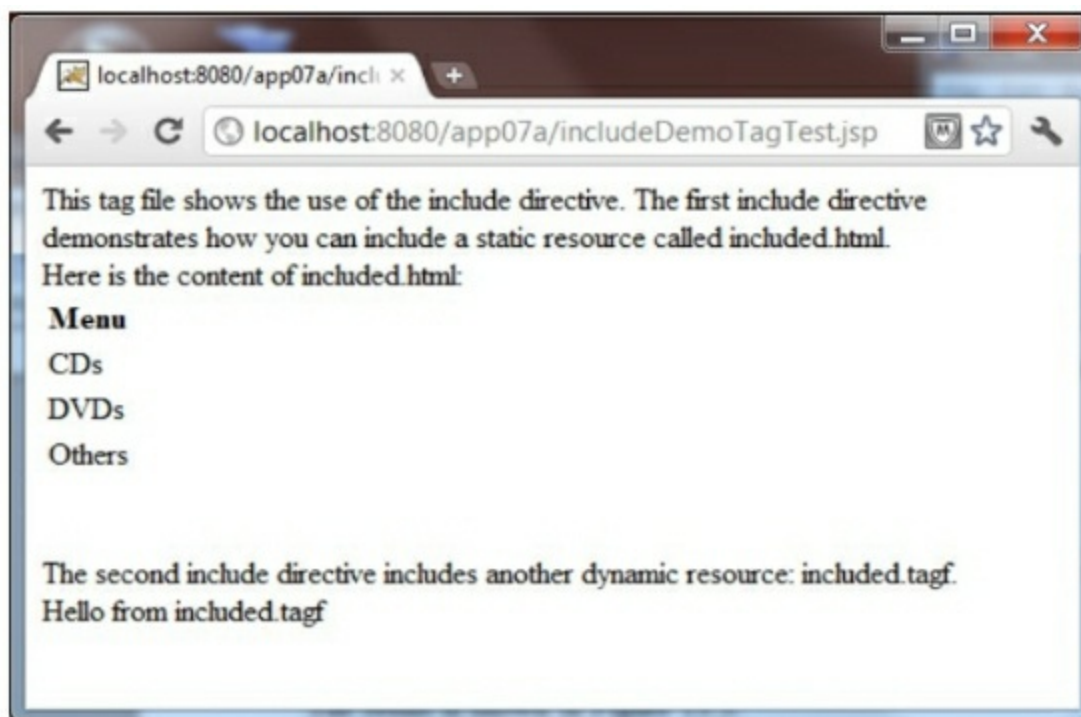 localhost:8080/app07a/incl
localhost:8080/app07a/includeDemoTagTest.jsp
This tag file shows the use of the include directive. The first include directive
demonstrates how you can include a static resource called included.html.
Here is the content of included.html:
Menu
CDs
DVDs
Others
The second include directive includes another dynamic resource: included.tagf.
Hello from included.tagf